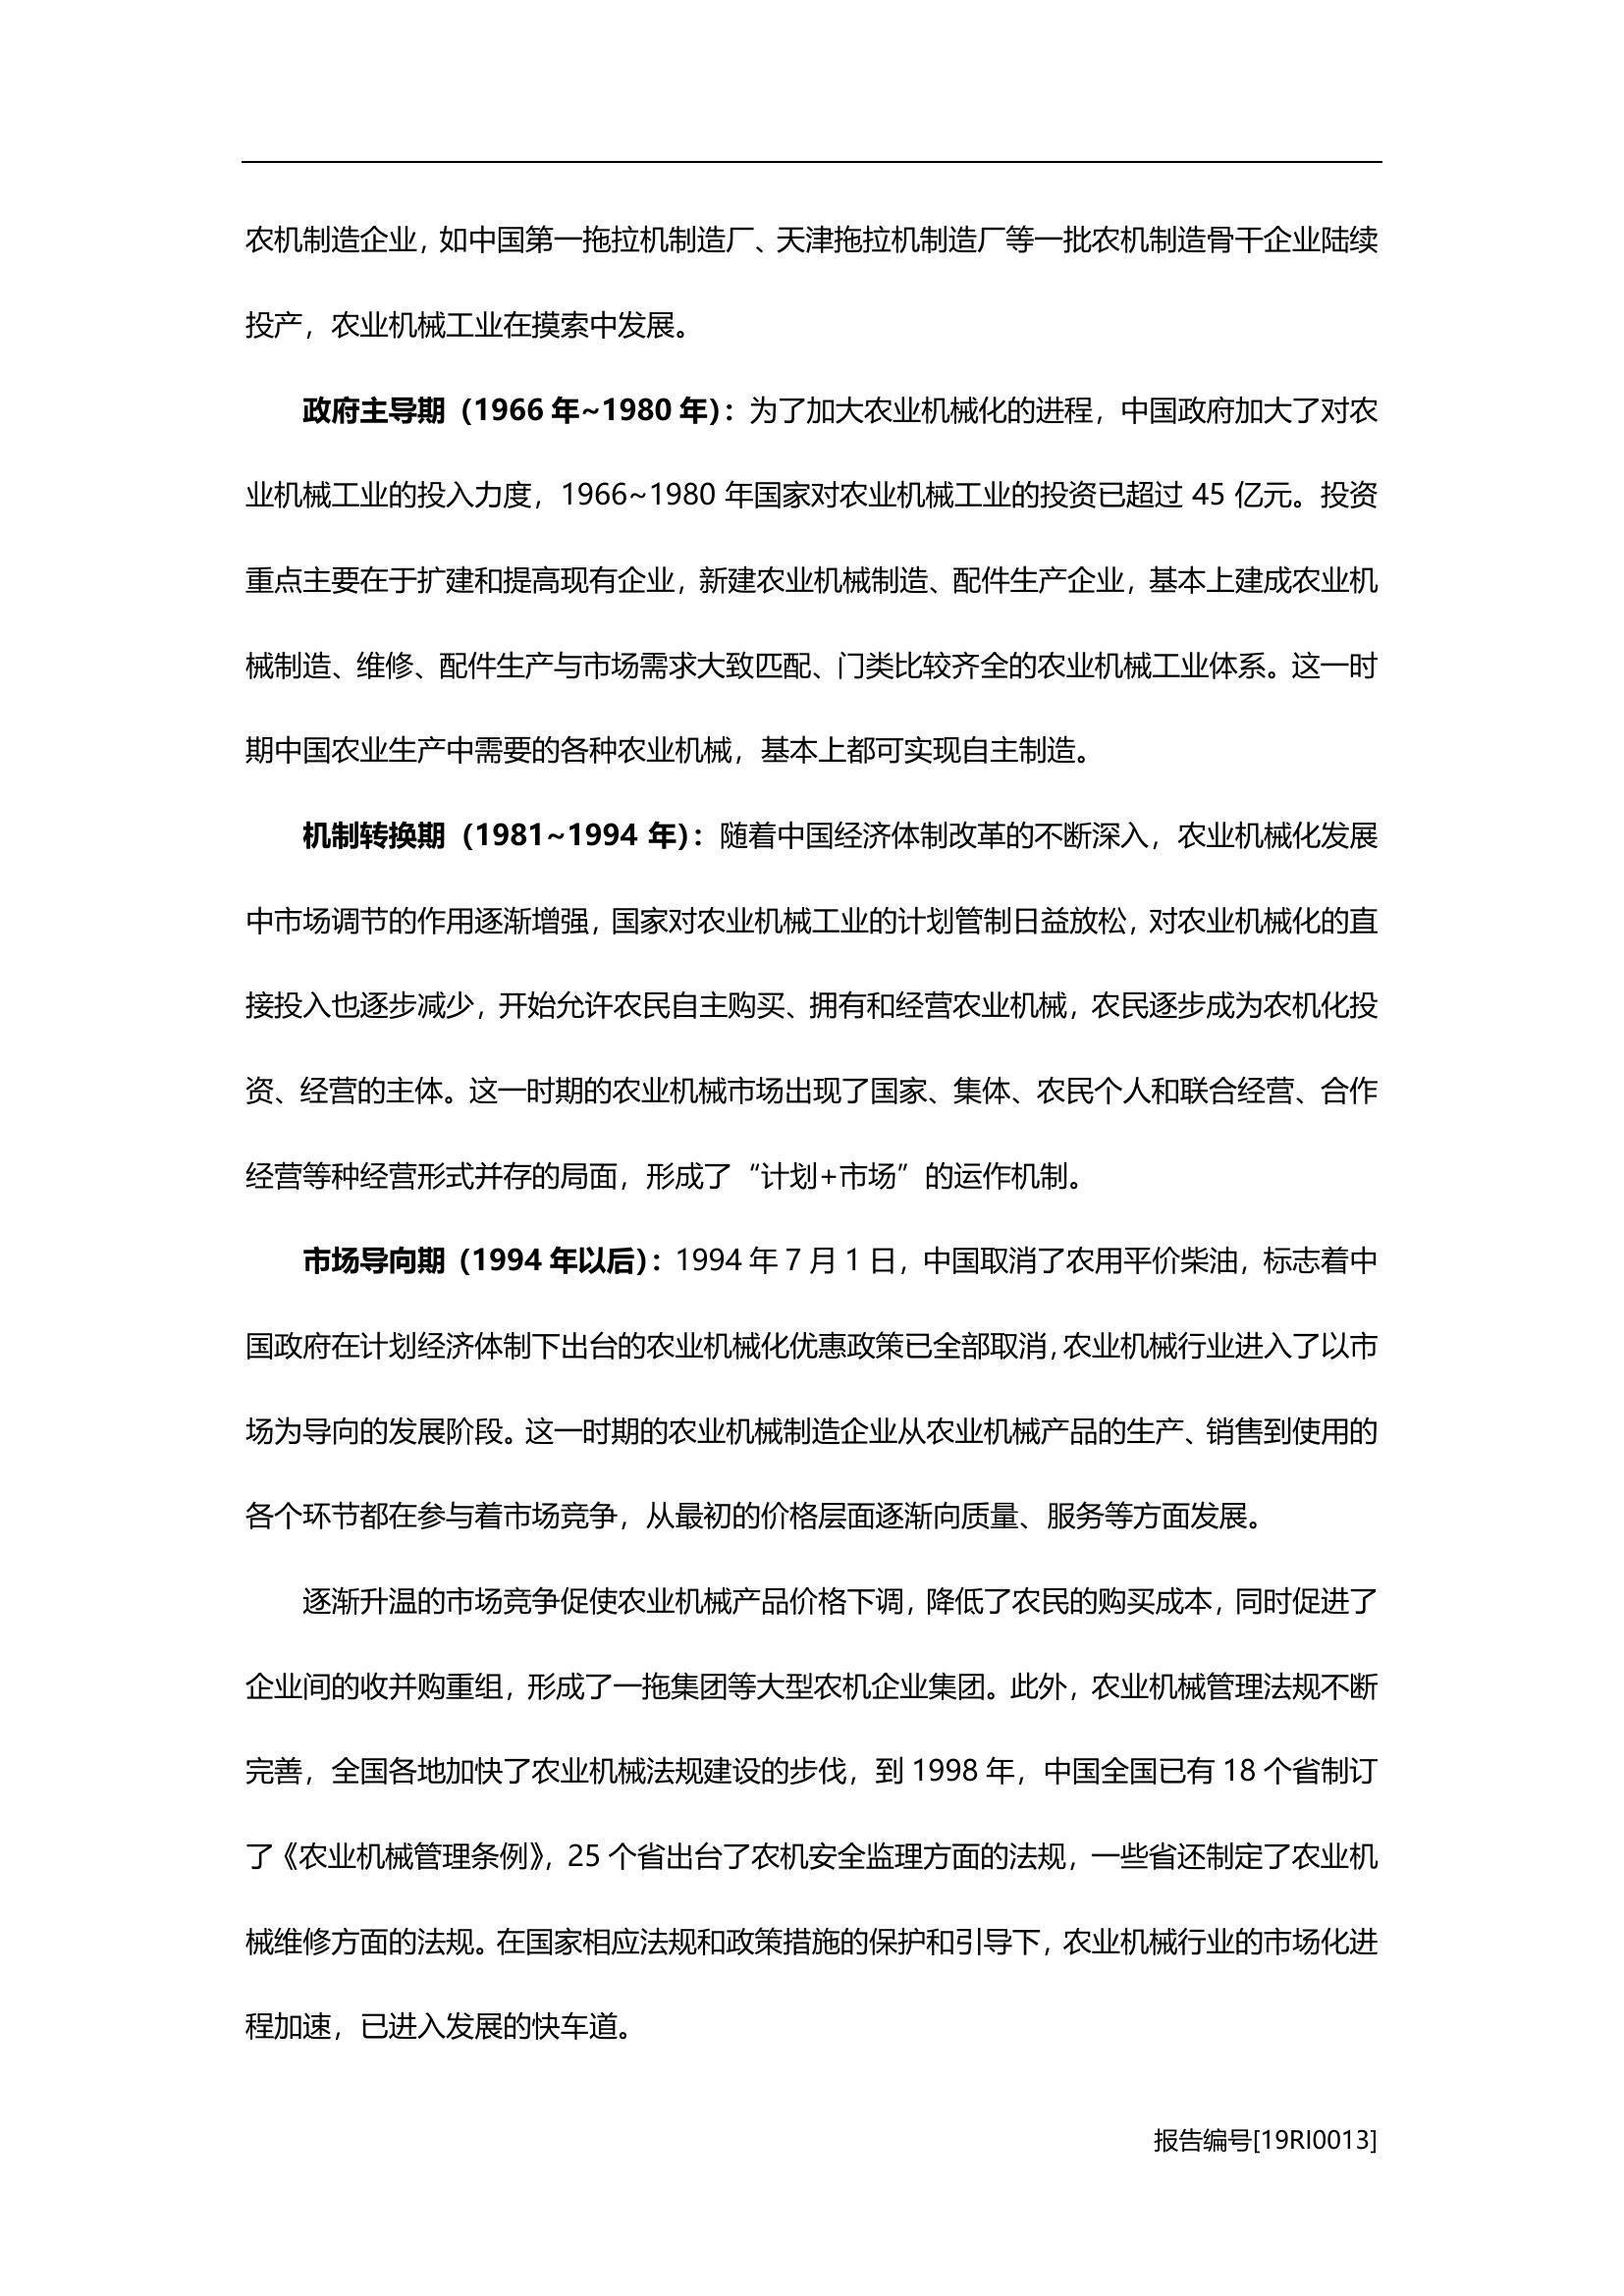 农机制造企业，如中国第一拖拉机制造厂、天津拖拉机制造厂等一批农机制造骨干企业陆续
投产，农业机械工业在摸索中发展。
政府主导期（1966 年~1980 年）：为了加大农业机械化的进程，中国政府加大了对农
业机械工业的投入力度，1966~1980 年国家对农业机械工业的投资已超过 45 亿元。投资
重点主要在于扩建和提高现有企业，新建农业机械制造、配件生产企业，基本上建成农业机
械制造、维修、配件生产与市场需求大致匹配、门类比较齐全的农业机械工业体系。这一时
期中国农业生产中需要的各种农业机械，基本上都可实现自主制造。
机制转换期（1981~1994 年）：随着中国经济体制改革的不断深入，农业机械化发展
中市场调节的作用逐渐增强，国家对农业机械工业的计划管制日益放松，对农业机械化的直
接投入也逐步减少，开始允许农民自主购买、拥有和经营农业机械，农民逐步成为农机化投
资、经营的主体。这一时期的农业机械市场出现了国家、集体、农民个人和联合经营、合作
经营等种经营形式并存的局面，形成了“计划+市场”的运作机制。
市场导向期（1994 年以后）：1994 年 7 月 1 日，中国取消了农用平价柴油，标志着中
国政府在计划经济体制下出台的农业机械化优惠政策已全部取消，农业机械行业进入了以市
场为导向的发展阶段。这一时期的农业机械制造企业从农业机械产品的生产、销售到使用的
各个环节都在参与着市场竞争，从最初的价格层面逐渐向质量、服务等方面发展。
逐渐升温的市场竞争促使农业机械产品价格下调，降低了农民的购买成本，同时促进了
企业间的收并购重组，形成了一拖集团等大型农机企业集团。此外，农业机械管理法规不断
完善，全国各地加快了农业机械法规建设的步伐，到 1998 年，中国全国已有 18 个省制订
了《农业机械管理条例》，25 个省出台了农机安全监理方面的法规，一些省还制定了农业机
械维修方面的法规。在国家相应法规和政策措施的保护和引导下，农业机械行业的市场化进
程加速，已进入发展的快车道。
报告编号[19RI0013]